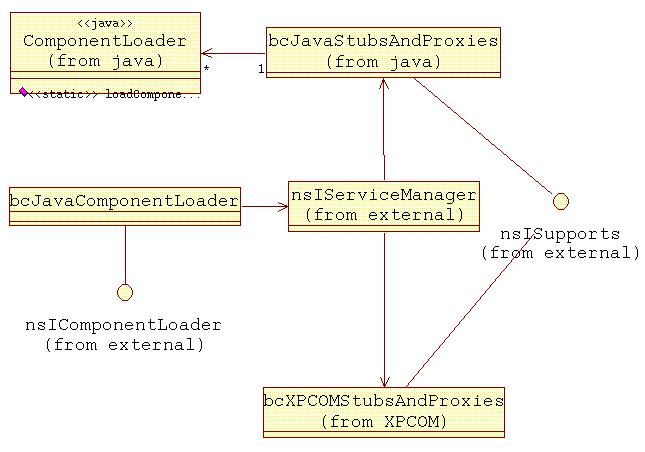 <<java>>
ComponentLoader
(from java)
<<static>> loadCompone...
*
1
bcJavaStubsAndProxies
(from java)
bcJavaComponentLoader
nsIServiceManager
(from external)
nsISupports
(from external)
nsIComponentLoader
(from external)
bcXPCOMStubsAndProxies
(from XPCOM)